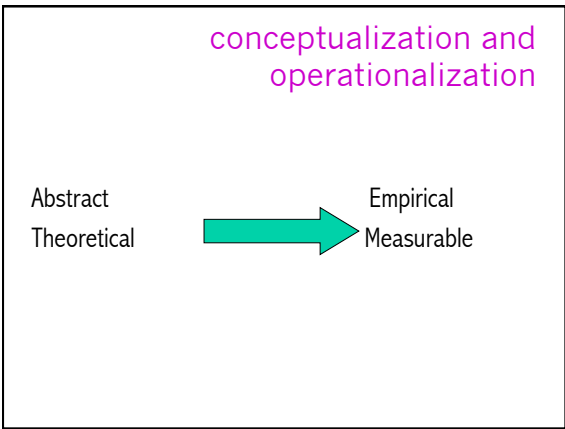 conceptualization and
operationalization
Abstract Empirical
Theoretical Measurable